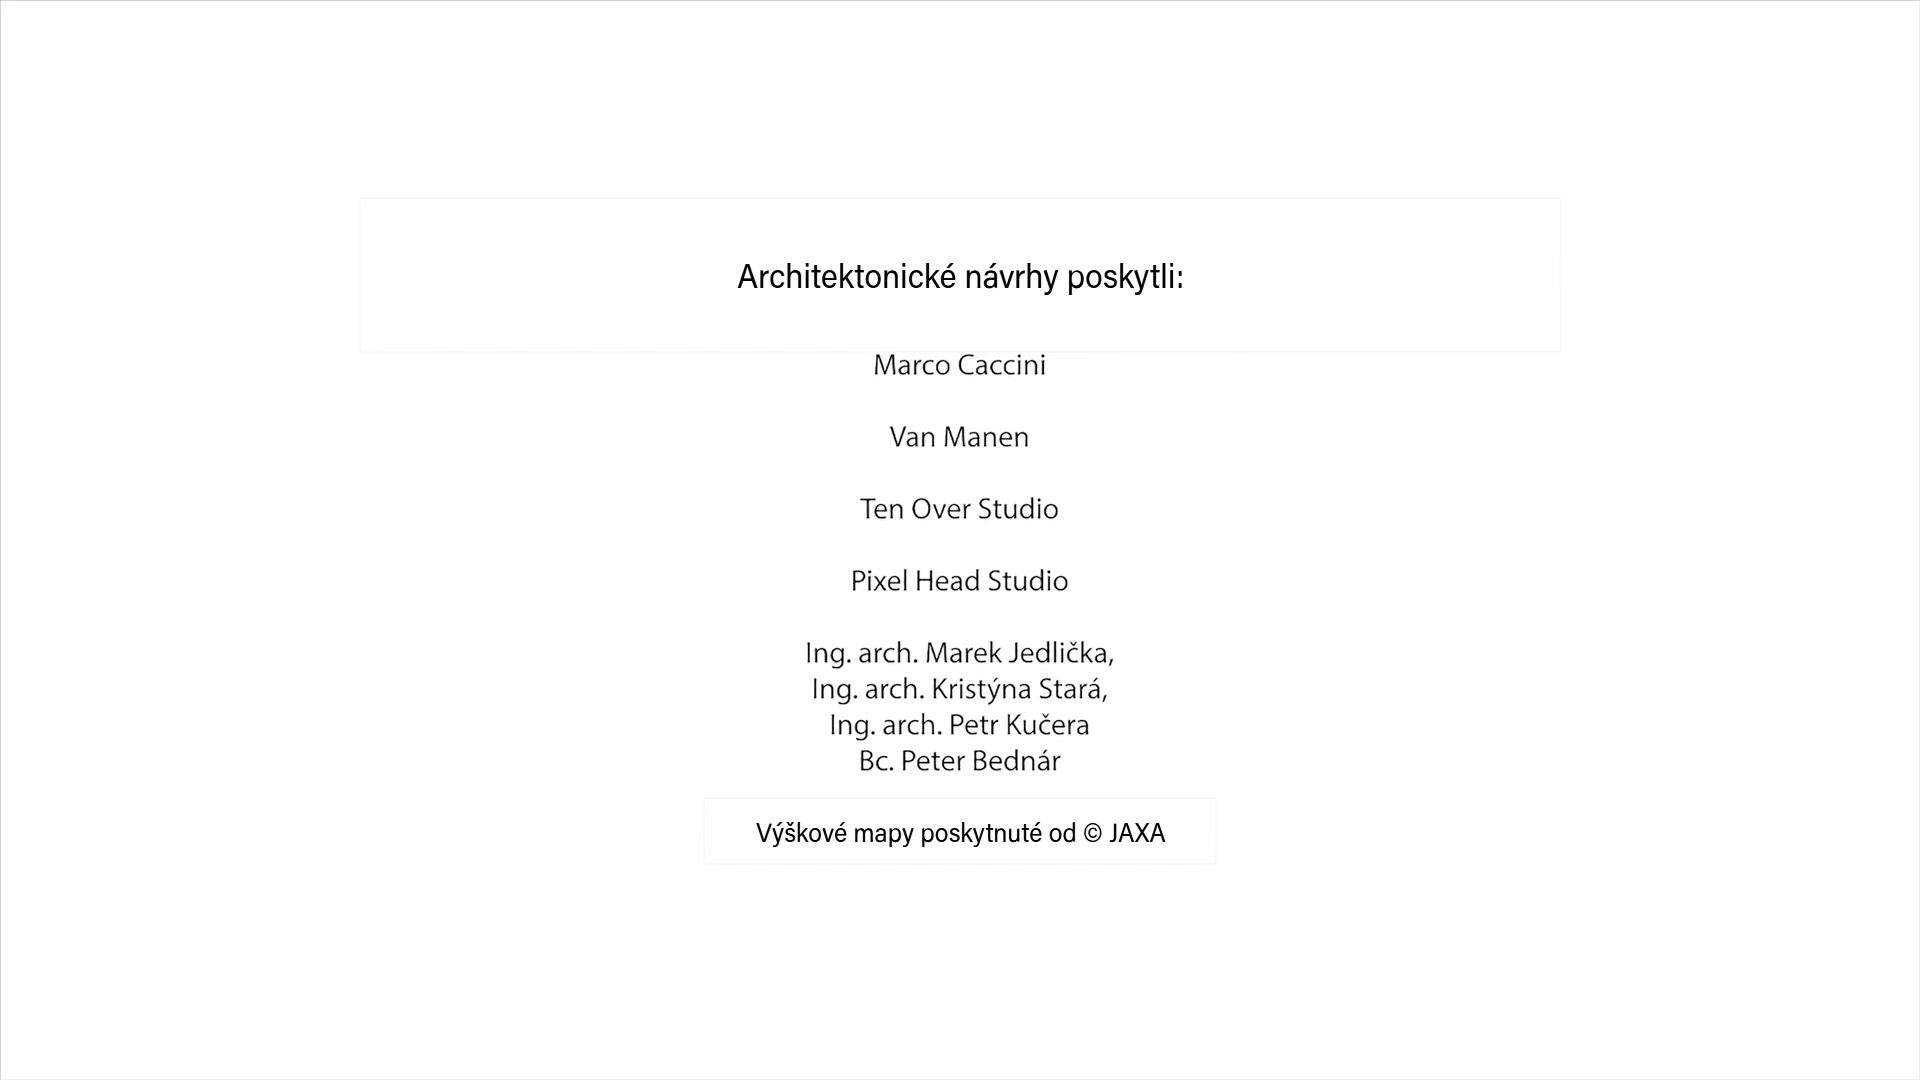 Architektonické návrhy poskytli:
Marco Caccini
Van Manen
Ten Over Studio
Pixel Head Studio
Ing. arch. Marek Jedlička,
Ing. arch. Kristýna Stará,
Ing. arch. Petr Kučera
Bc. Peter Bednár
Výškové mapy poskytnuté od © JAXA